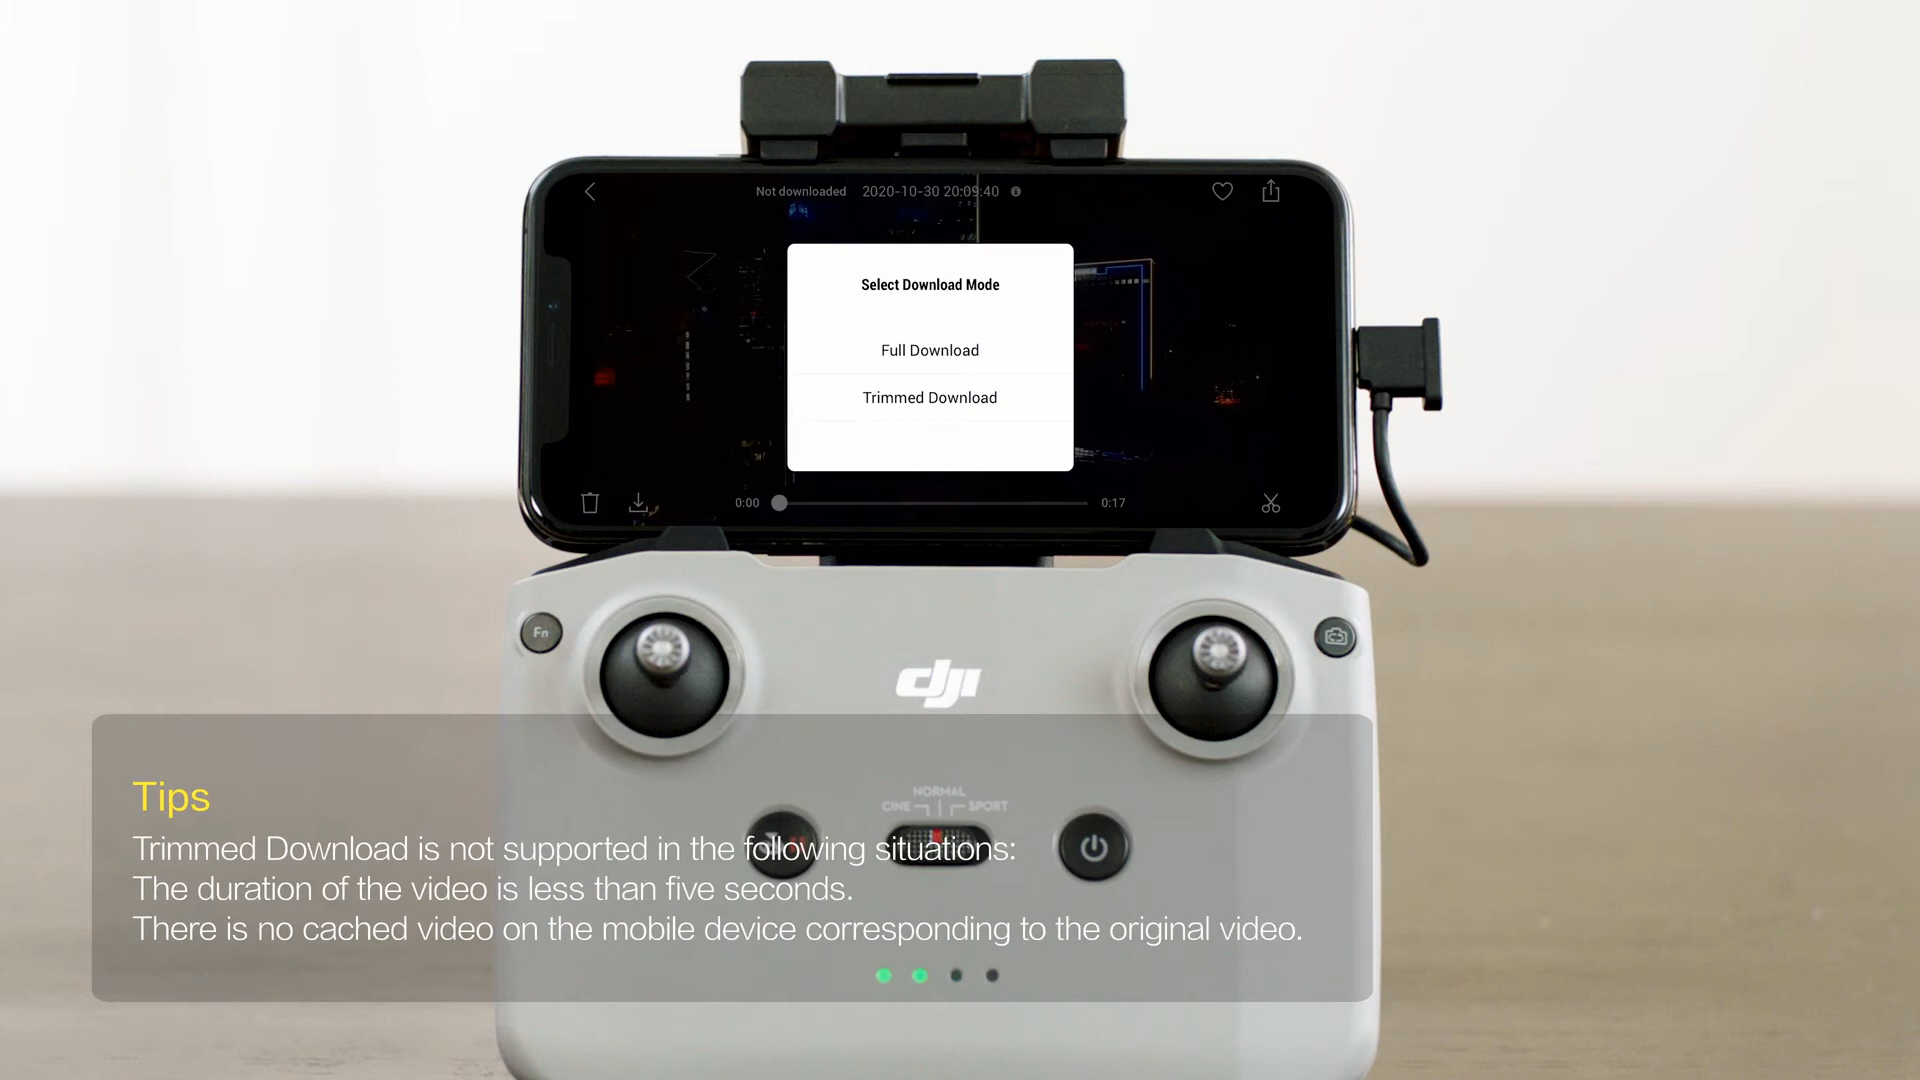 Not downloaded 2020-10-30 20:09:40
Select Download Mode
Full Download
Trimmed Download
0:00 0:17
Fn
dji
NORMAL
CINE SPORT
Tips
Trimmed Download is not supported in the following situations:
The duration of the video is less than five seconds.
There is no cached video on the mobile device corresponding to the original video.